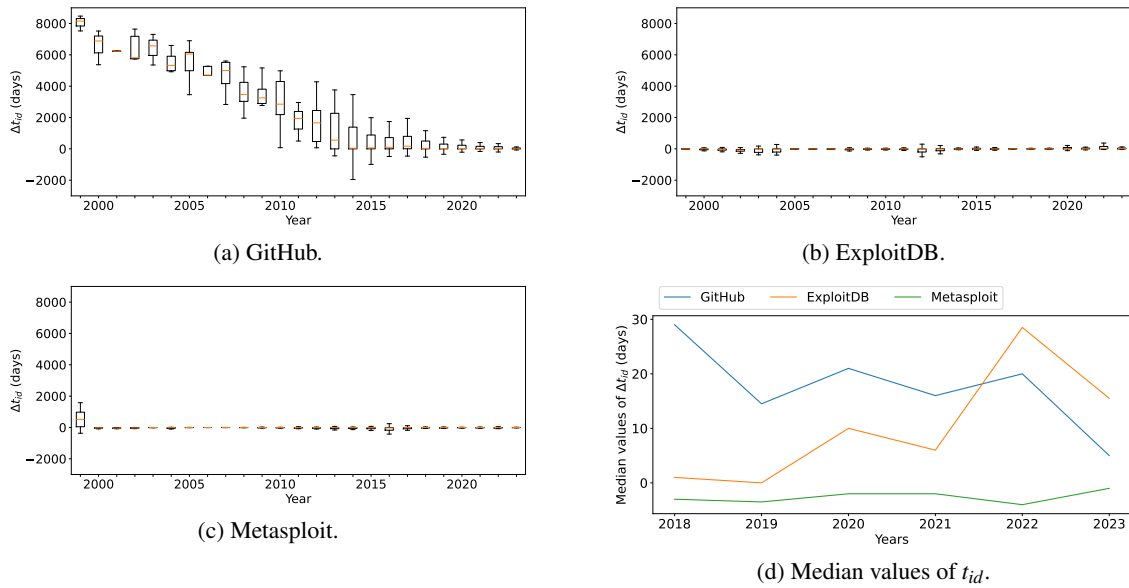 8000
6000
4000
2000
0
−2000
Δt_id (days)
2000 2005 2010 2015 2020
Year
(a) GitHub.
8000
6000
4000
2000
0
−2000
Δt_id (days)
2000 2005 2010 2015 2020
Year
(b) ExploitDB.
8000
6000
4000
2000
0
−2000
Δt_id (days)
2000 2005 2010 2015 2020
Year
(c) Metasploit.
GitHub ExploitDB Metasploit
30
20
10
0
Median values of Δt_id (days)
2018 2019 2020 2021 2022 2023
Years
(d) Median values of t_id.